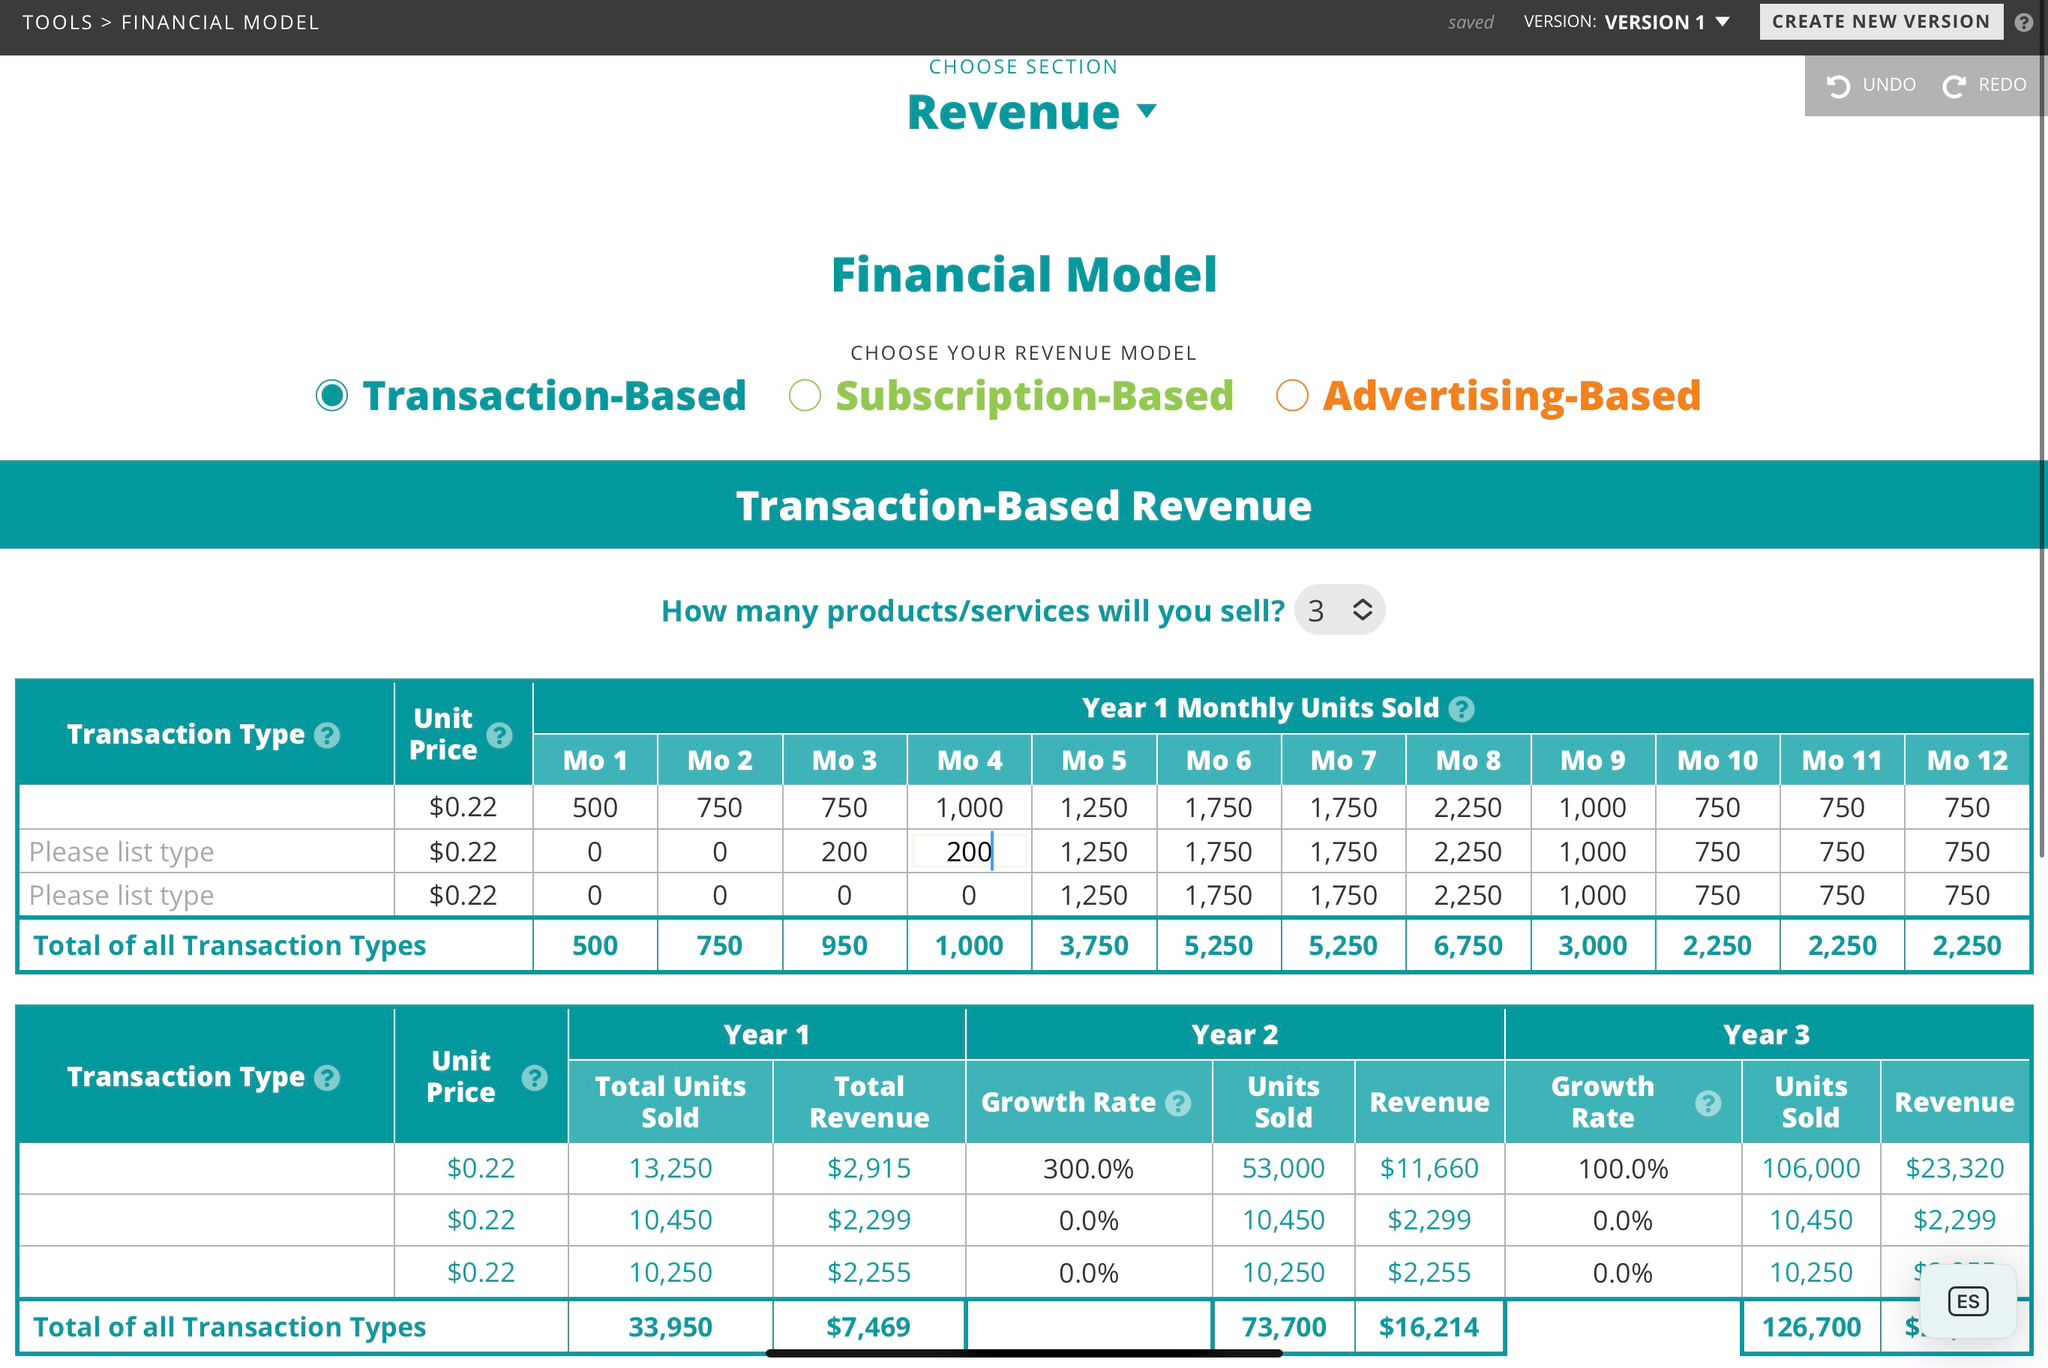 TOOLS > FINANCIAL MODEL
saved VERSION: VERSION 1 CREATE NEW VERSION ?
CHOOSE SECTION
Revenue
UNDO REDO
Financial Model
CHOOSE YOUR REVENUE MODEL
Transaction-Based Subscription-Based Advertising-Based
Transaction-Based Revenue
How many products/services will you sell? 3
Transaction Type ? Unit Price ? Year 1 Monthly Units Sold ?
Mo 1 Mo 2 Mo 3 Mo 4 Mo 5 Mo 6 Mo 7 Mo 8 Mo 9 Mo 10 Mo 11 Mo 12
$0.22 500 750 750 1,000 1,250 1,750 1,750 2,250 1,000 750 750 750
Please list type $0.22 0 0 200 200 1,250 1,750 1,750 2,250 1,000 750 750 750
Please list type $0.22 0 0 0 0 1,250 1,750 1,750 2,250 1,000 750 750 750
Total of all Transaction Types 500 750 950 1,000 3,750 5,250 5,250 6,750 3,000 2,250 2,250 2,250
Transaction Type ? Unit Price ? Year 1 Year 2 Year 3
Total Units Sold Total Revenue Growth Rate ? Units Sold Revenue Growth Rate ? Units Sold Revenue
$0.22 13,250 $2,915 300.0% 53,000 $11,660 100.0% 106,000 $23,320
$0.22 10,450 $2,299 0.0% 10,450 $2,299 0.0% 10,450 $2,299
$0.22 10,250 $2,255 0.0% 10,250 $2,255 0.0% 10,250
ES
Total of all Transaction Types 33,950 $7,469 73,700 $16,214 126,700